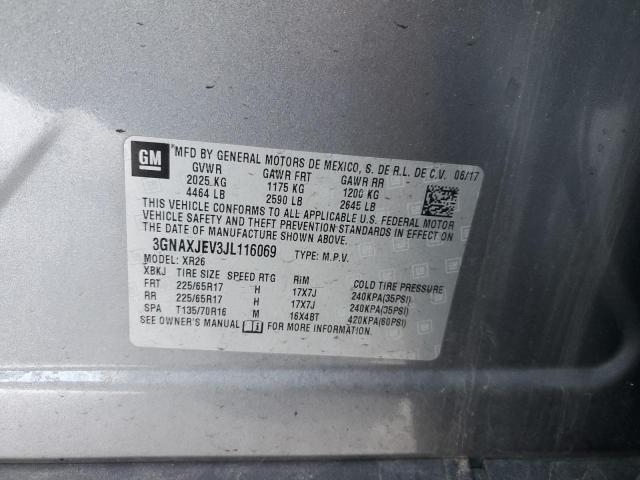 GM MFD BY GENERAL MOTORS DE MEXICO, S. DE R.L. DE C.V. 06/17
GVWR GAWR FRT GAWR RR
2025 KG 1175 KG 1200 KG
4464 LB 2590 LB 2645 LB
THIS VEHICLE CONFORMS TO ALL APPLICABLE U.S. FEDERAL MOTOR
VEHICLE SAFETY AND THEFT PREVENTION STANDARDS IN EFFECT
ON THE DATE OF MANUFACTURE SHOWN ABOVE.
3GNAXJEV3JL116069 TYPE: M.P.V.
MODEL: XR26
XBKJ TIRE SIZE SPEED RTG RIM COLD TIRE PRESSURE
FRT 225/65R17 H 17X7J 240KPA(35PSI)
RR 225/65R17 H 17X7J 240KPA(35PSI)
SPA T135/70R16 M 16X4BT 420KPA(60PSI)
SEE OWNER'S MANUAL FOR MORE INFORMATION.